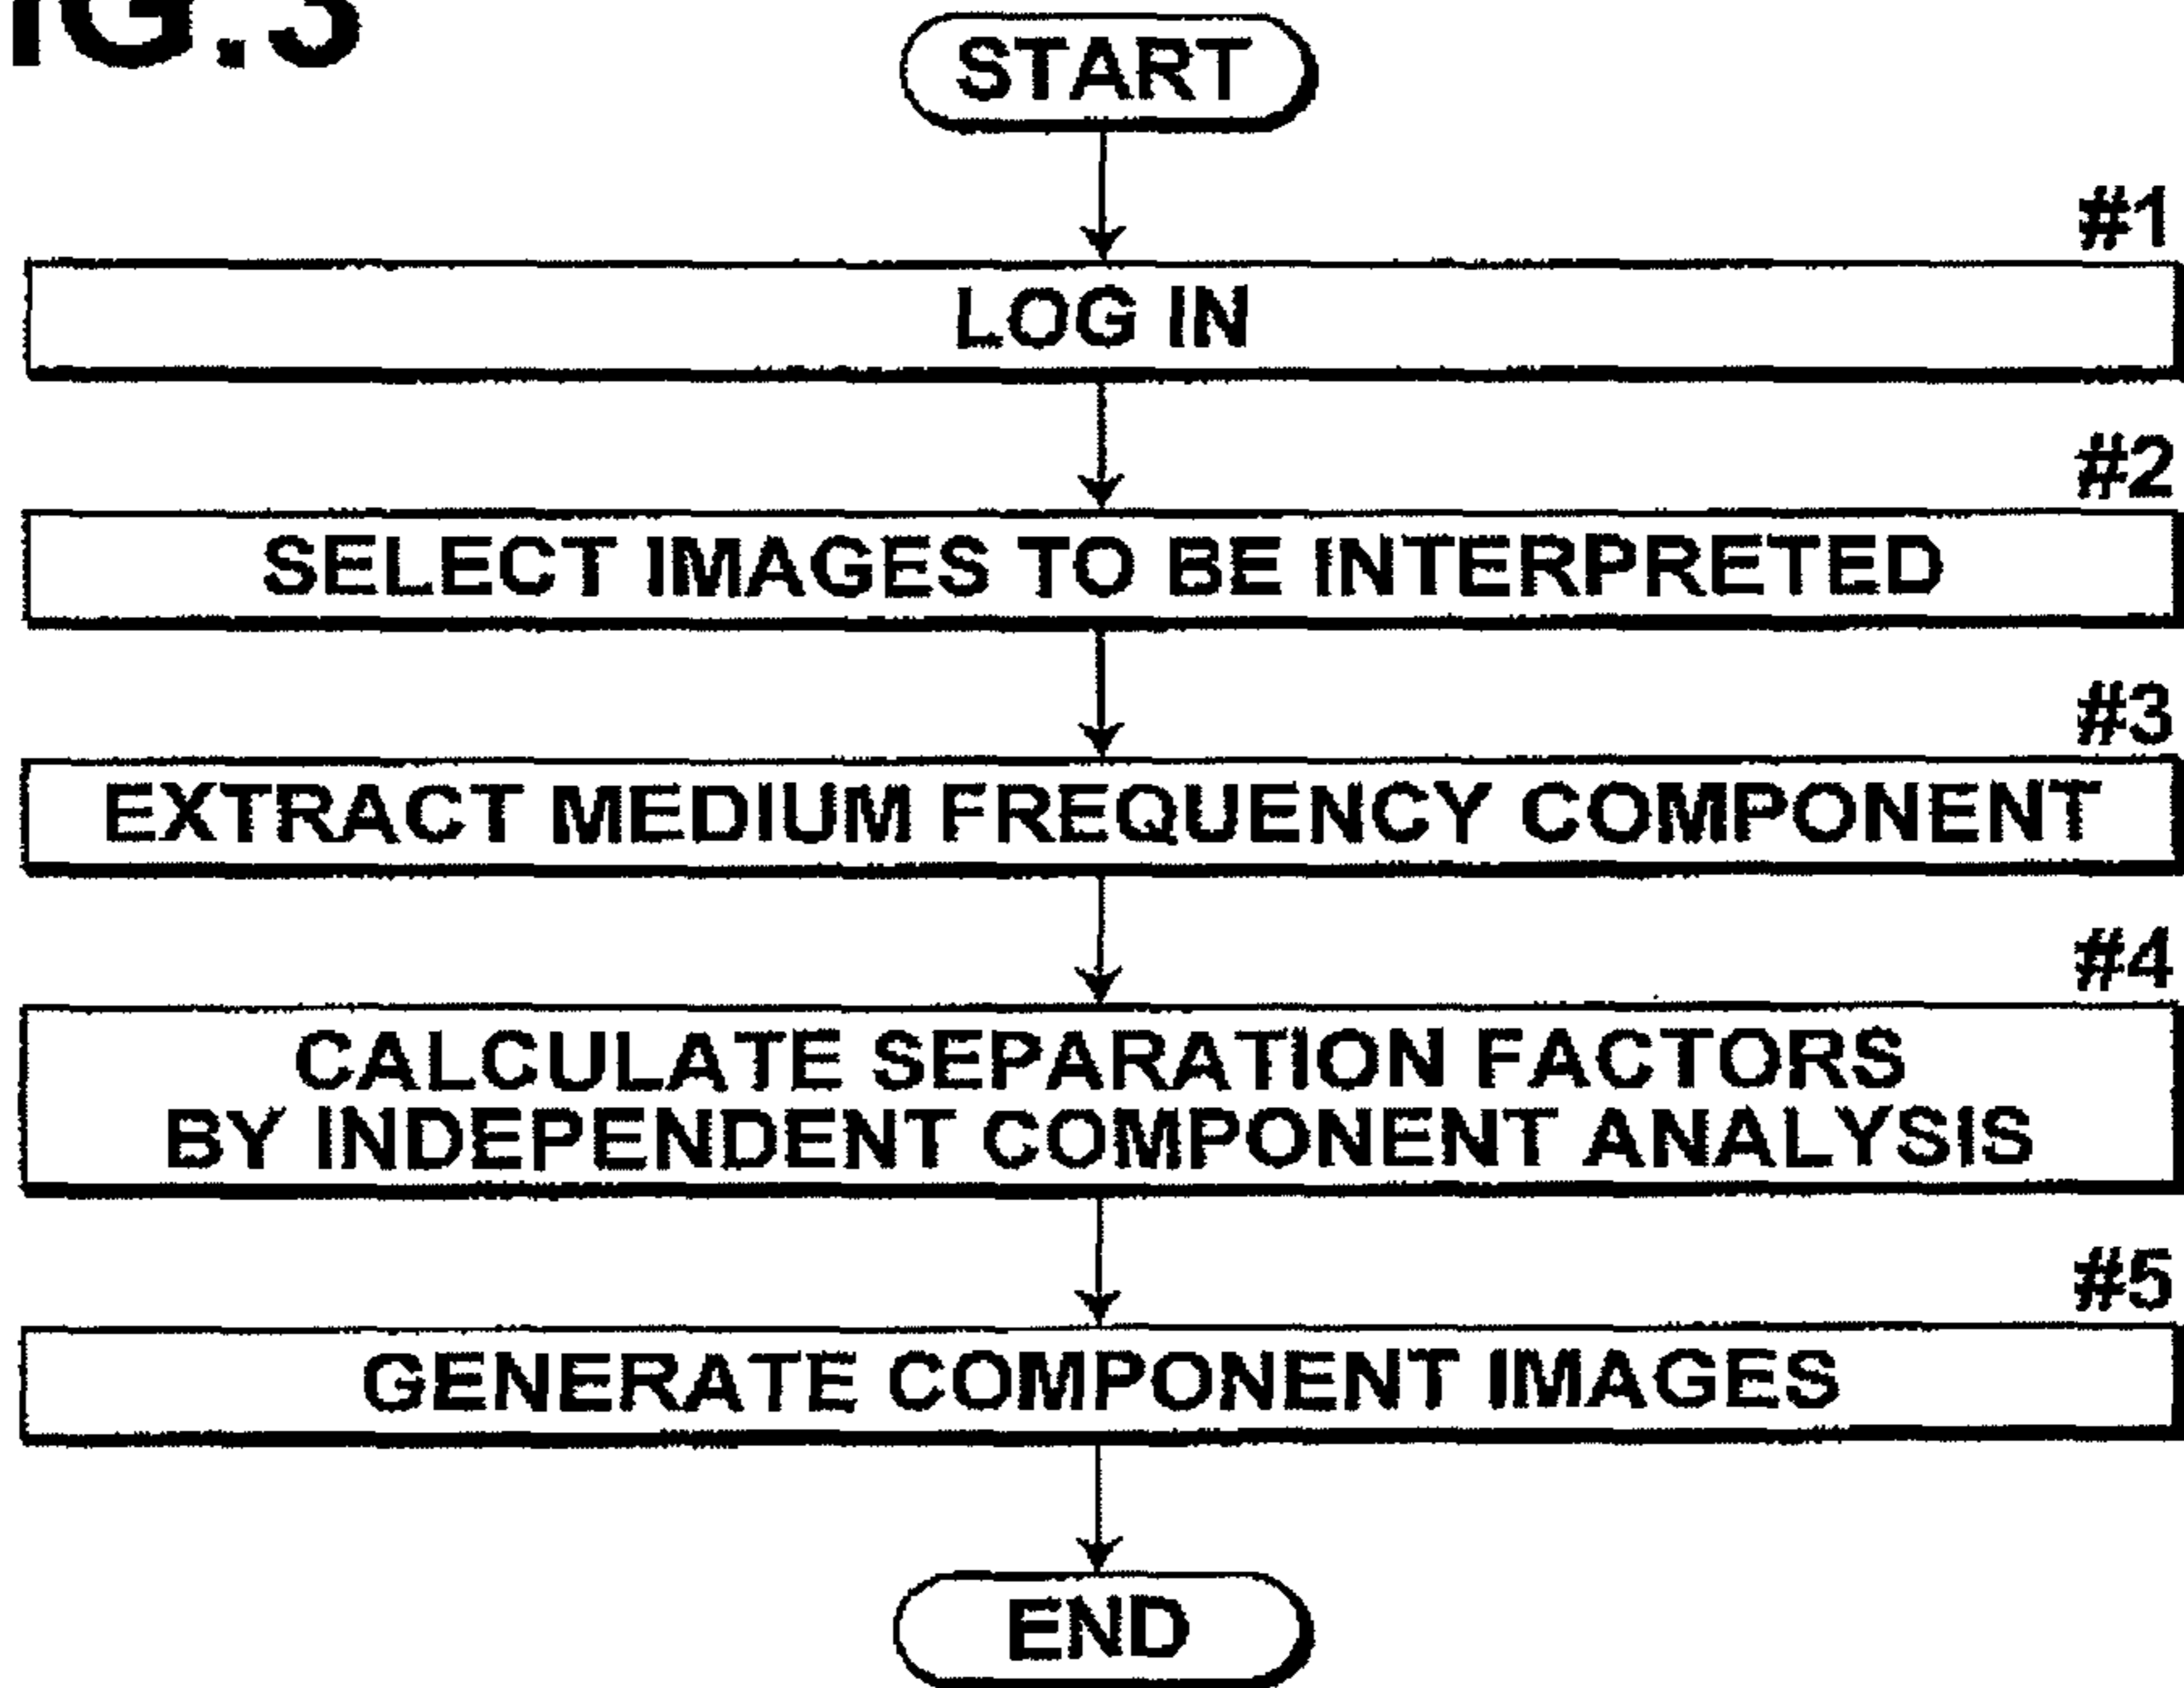 IG.3
START
#1
LOG IN
#2
SELECT IMAGES TO BE INTERPRETED
#3
EXTRACT MEDIUM FREQUENCY COMPONENT
#4
CALCULATE SEPARATION FACTORS
BY INDEPENDENT COMPONENT ANALYSIS
#5
GENERATE COMPONENT IMAGES
END